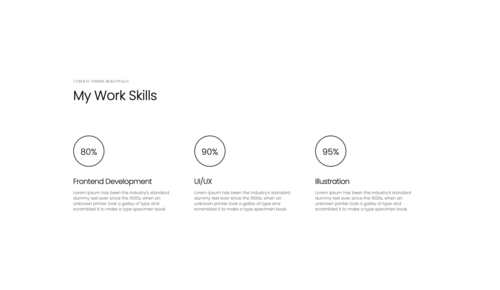 I CREATE THINGS BEAUTIFULLY
My Work Skills
80%
90%
95%
Frontend Development
Lorem Ipsum has been the industry's standard
dummy text ever since the 1500s, when an
unknown printer took a galley of type and
scrambled it to make a type specimen book.
UI/UX
Lorem Ipsum has been the industry's standard
dummy text ever since the 1500s, when an
unknown printer took a galley of type and
scrambled it to make a type specimen book.
Illustration
Lorem Ipsum has been the industry's standard
dummy text ever since the 1500s, when an
unknown printer took a galley of type and
scrambled it to make a type specimen book.